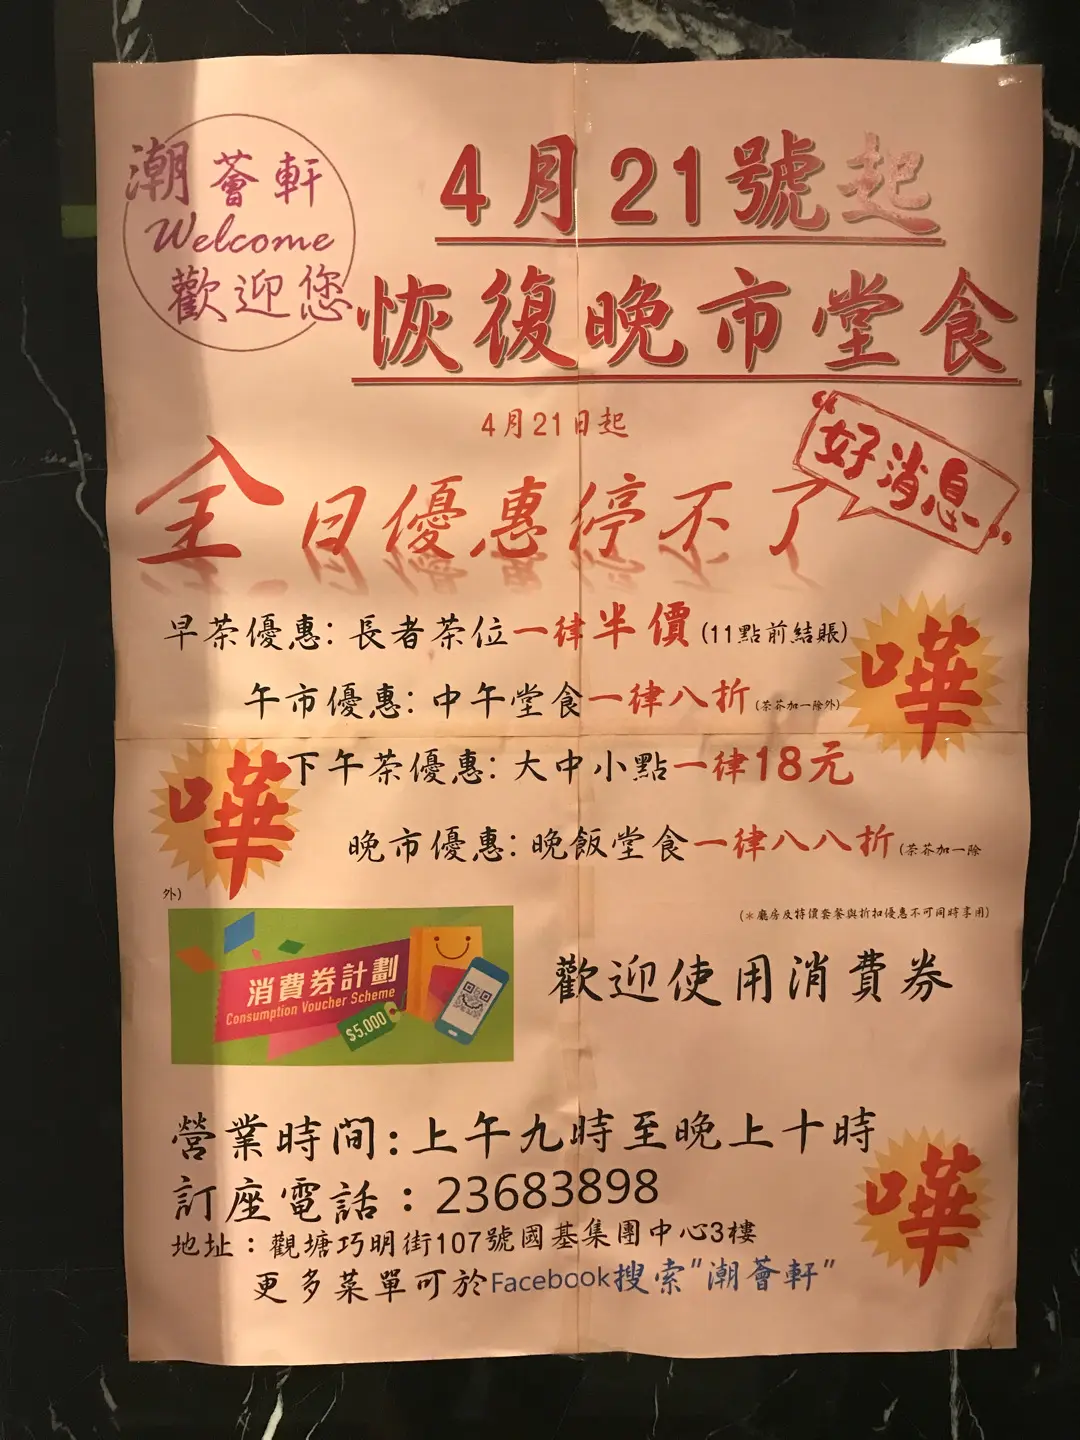 潮薈軒
Welcome
歡迎您
4月21號起
恢復晚市堂食
4月21日起
“好消息”
全日優惠停不了
早茶優惠: 長者茶位一律半價(11點前結賬)
午市優惠: 中午堂食一律八折(茶芥加一除外)
嘩
下午茶優惠: 大中小點一律18元
嘩
晚市優惠: 晚飯堂食一律八八折(茶芥加一除
外)
(*廳房及特價套餐與折扣優惠不可同時享用)
消費券計劃
Consumption Voucher Scheme
$5,000
歡迎使用消費券
營業時間:上午九時至晚上十時
訂座電話：23683898
地址：觀塘巧明街107號國基集團中心3樓
更多菜單可於Facebook搜索"潮薈軒"
嘩